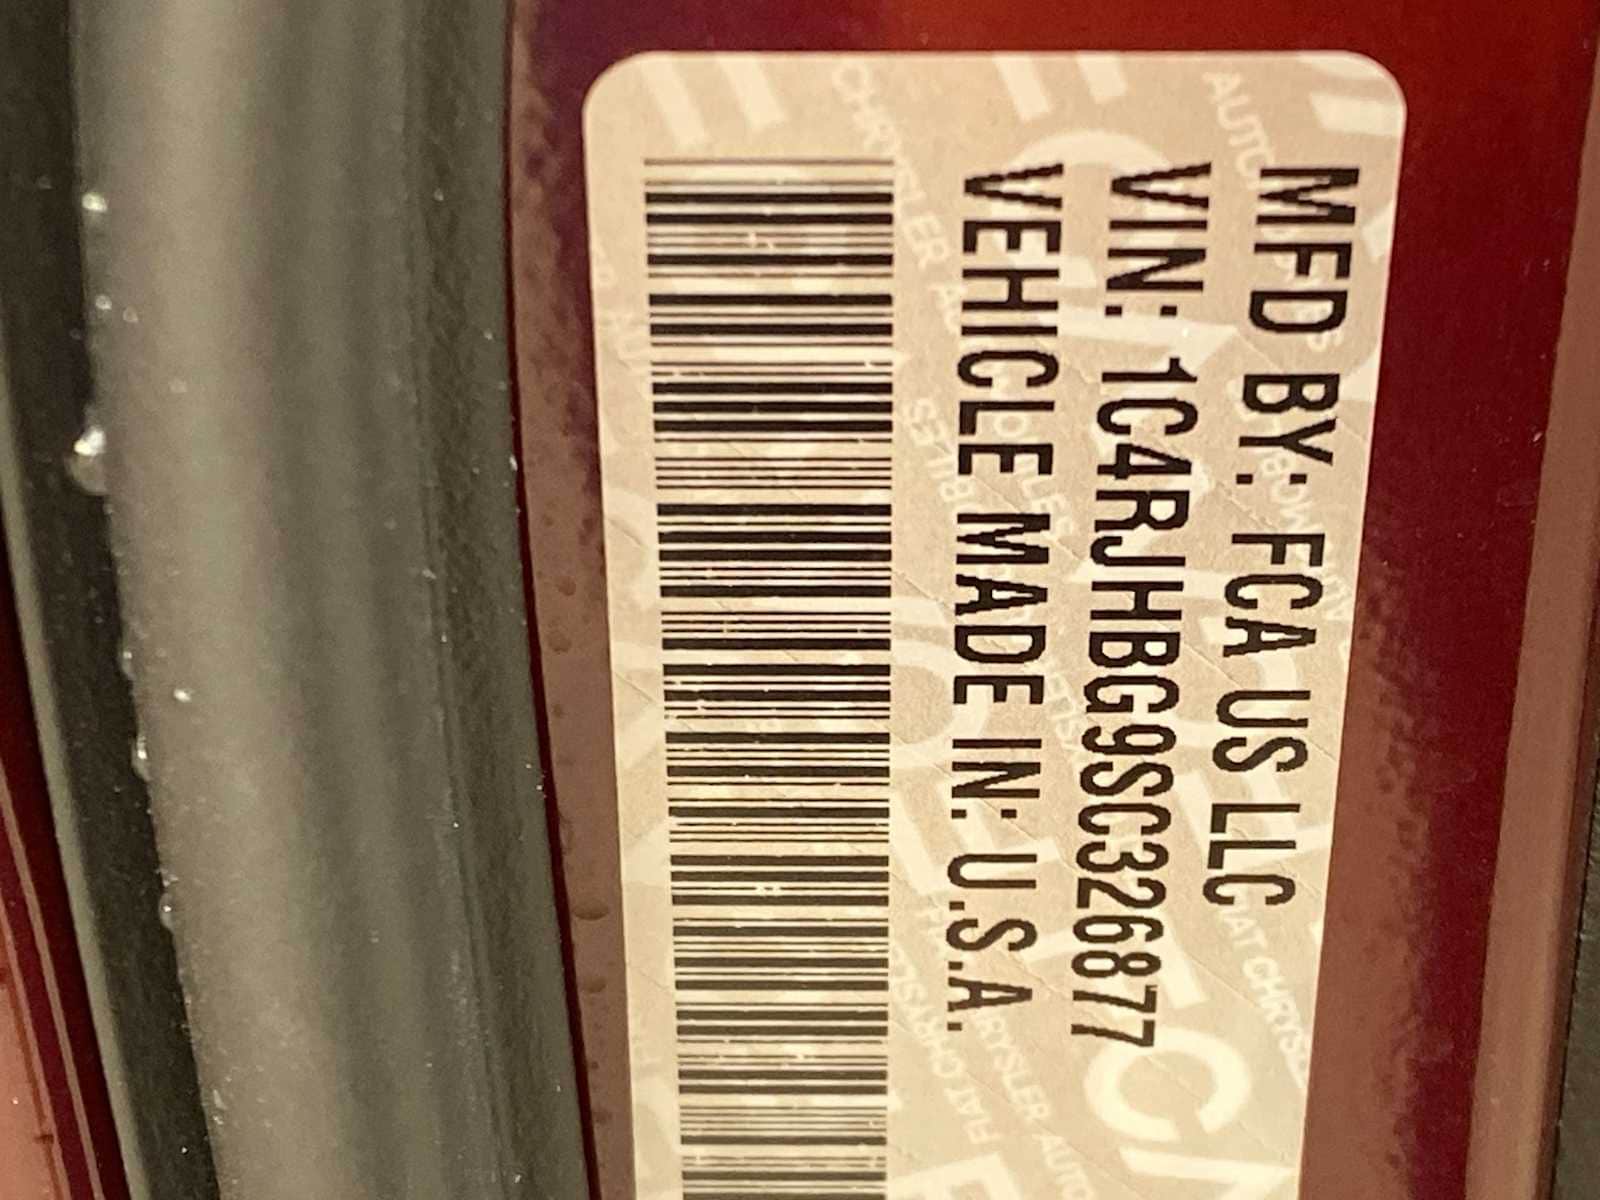 MFD BY: FCA US LLC
VIN: 1C4RJHBG9SC326877
VEHICLE MADE IN: U.S.A.